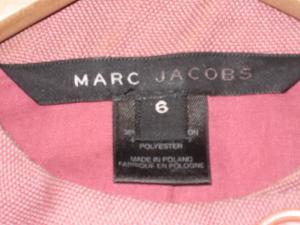 MARC JACOBS
6
POLYESTER
MADE IN POLAND
FABRIQUE EN POLOGNE